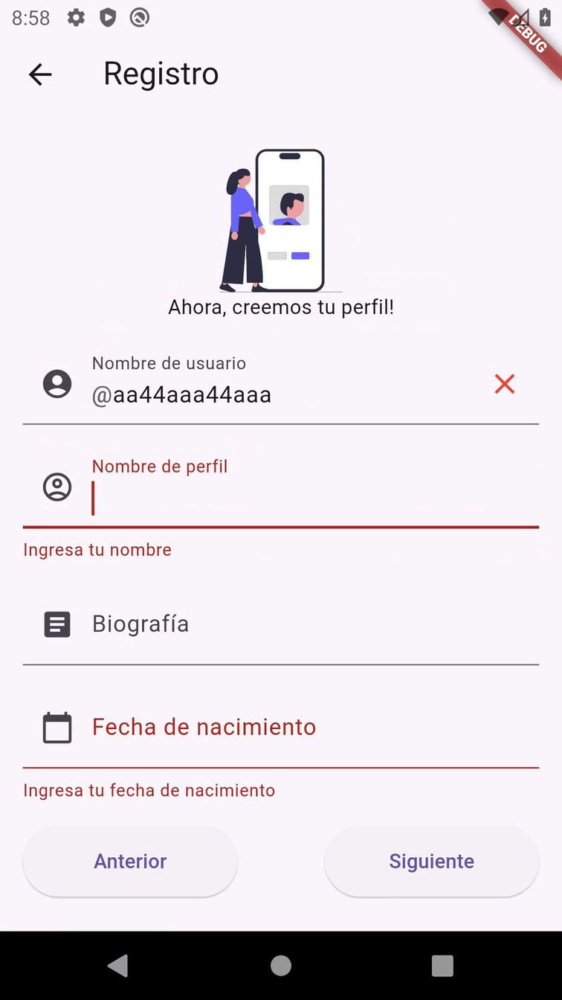 8:58
DEBUG
Registro
Ahora, creemos tu perfil!
Nombre de usuario
@aa44aaa44aaa
Nombre de perfil
Ingresa tu nombre
Biografía
Fecha de nacimiento
Ingresa tu fecha de nacimiento
Anterior
Siguiente